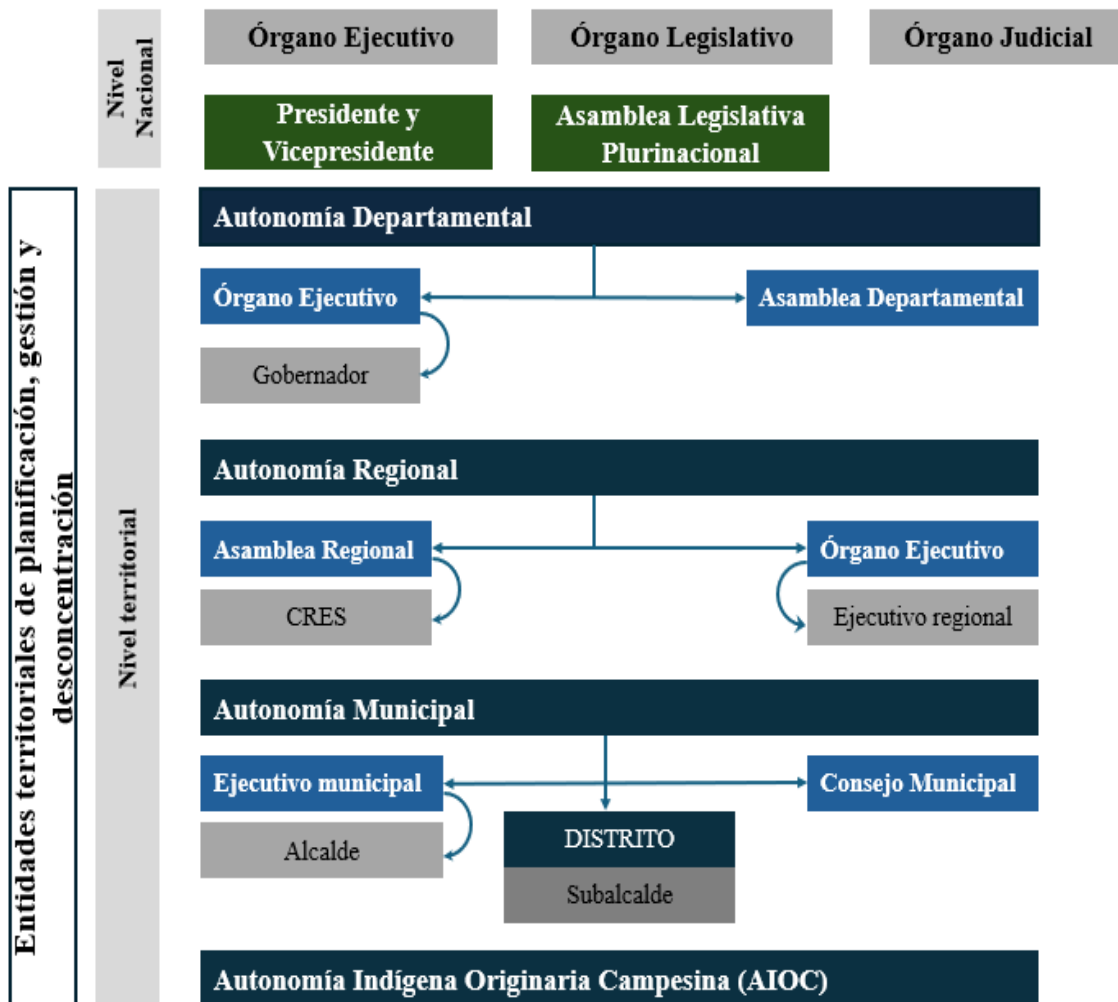 Órgano Ejecutivo
Órgano Legislativo
Órgano Judicial
Nivel
Nacional
Presidente y
Vicepresidente
Asamblea Legislativa
Plurinacional
Entidades territoriales de planificación, gestión y
desconcentración
Nivel territorial
Autonomía Departamental
Órgano Ejecutivo
Asamblea Departamental
Gobernador
Autonomía Regional
Asamblea Regional
Órgano Ejecutivo
CRES
Ejecutivo regional
Autonomía Municipal
Ejecutivo municipal
Consejo Municipal
Alcalde
DISTRITO
Subalcalde
Autonomía Indígena Originaria Campesina (AIOC)